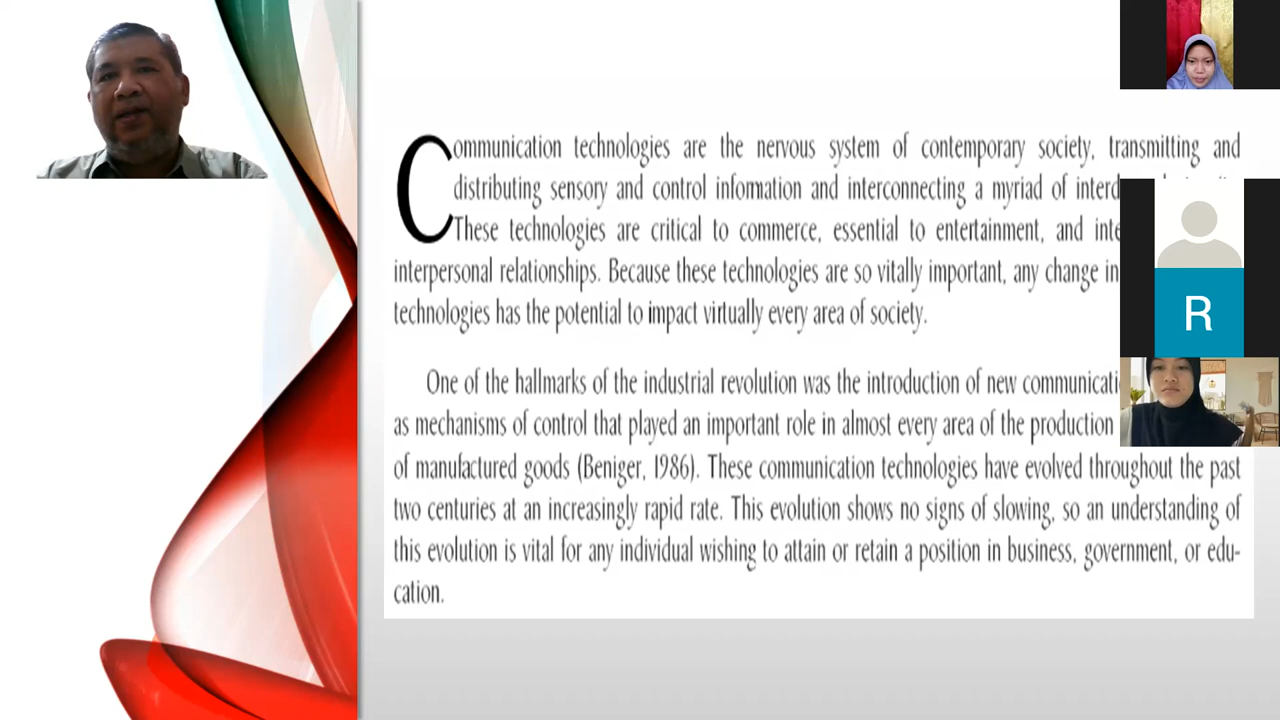 Communication technologies are the nervous system of contemporary society, transmitting and
distributing sensory and control information and interconnecting a myriad of
These technologies are critical to commerce, essential to entertainment, and
interpersonal relationships. Because these technologies are so vitally important, any change in
technologies has the potential to impact virtually every area of society.
One of the hallmarks of the industrial revolution was the introduction of new
as mechanisms of control that played an important role in almost every area of the production
of manufactured goods (Beniger, 1986). These communication technologies have evolved throughout the past
two centuries at an increasingly rapid rate. This evolution shows no signs of slowing, so an understanding of
this evolution is vital for any individual wishing to attain or retain a position in business, government, or edu-
cation.
R